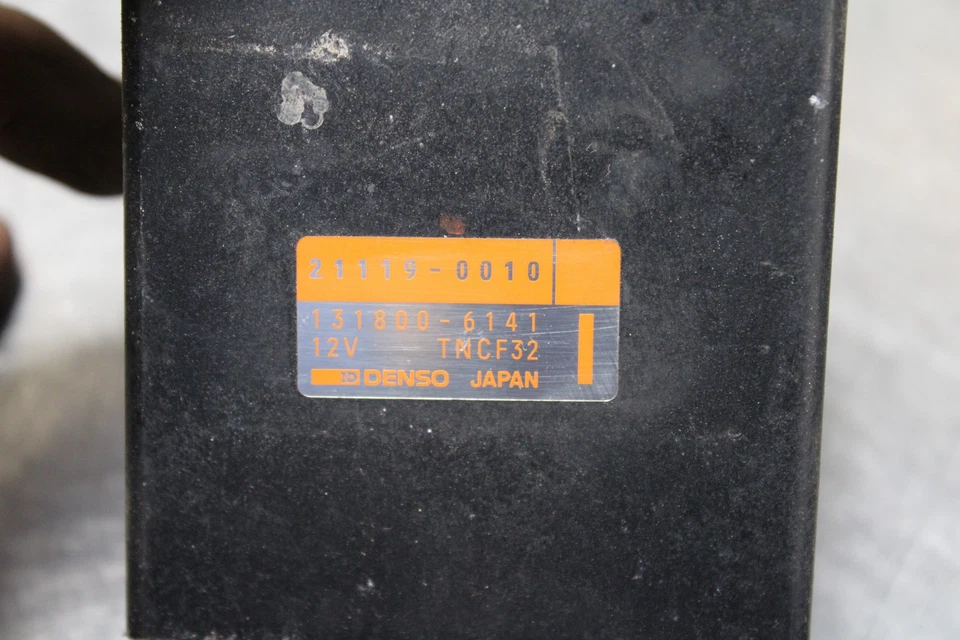 21119-0010
131800-6141
12V TNCF32
DENSO JAPAN